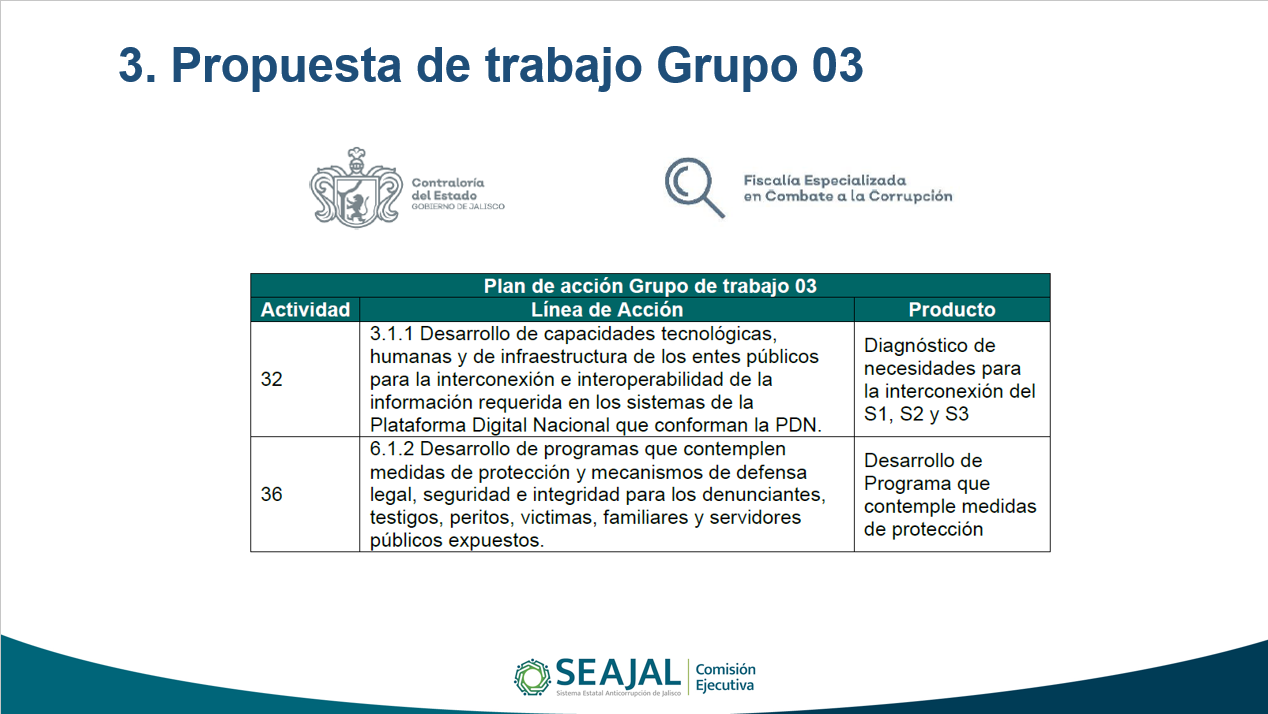 3. Propuesta de trabajo Grupo 03
Contraloría
del Estado
GOBIERNO DE JALISCO
Fiscalía Especializada
en Combate a la Corrupción
Plan de acción Grupo de trabajo 03
Actividad
Línea de Acción
Producto
32
3.1.1 Desarrollo de capacidades tecnológicas,
humanas y de infraestructura de los entes públicos
para la interconexión e interoperabilidad de la
información requerida en los sistemas de la
Plataforma Digital Nacional que conforman la PDN.
Diagnóstico de
necesidades para
la interconexión del
S1, S2 y S3
36
6.1.2 Desarrollo de programas que contemplen
medidas de protección y mecanismos de defensa
legal, seguridad e integridad para los denunciantes,
testigos, peritos, victimas, familiares y servidores
públicos expuestos.
Desarrollo de
Programa que
contemple medidas
de protección
SEAJAL
Sistema Estatal Anticorrupción de Jalisco
Comisión
Ejecutiva